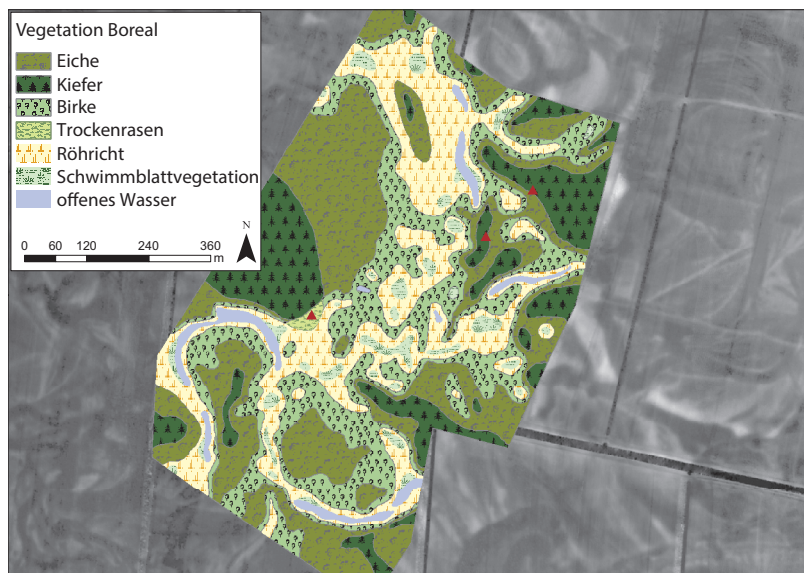 Vegetation Boreal
Eiche
Kiefer
Birke
Trockenrasen
Röhricht
Schwimmblattvegetation
offenes Wasser
N
0 60 120 240 360
m